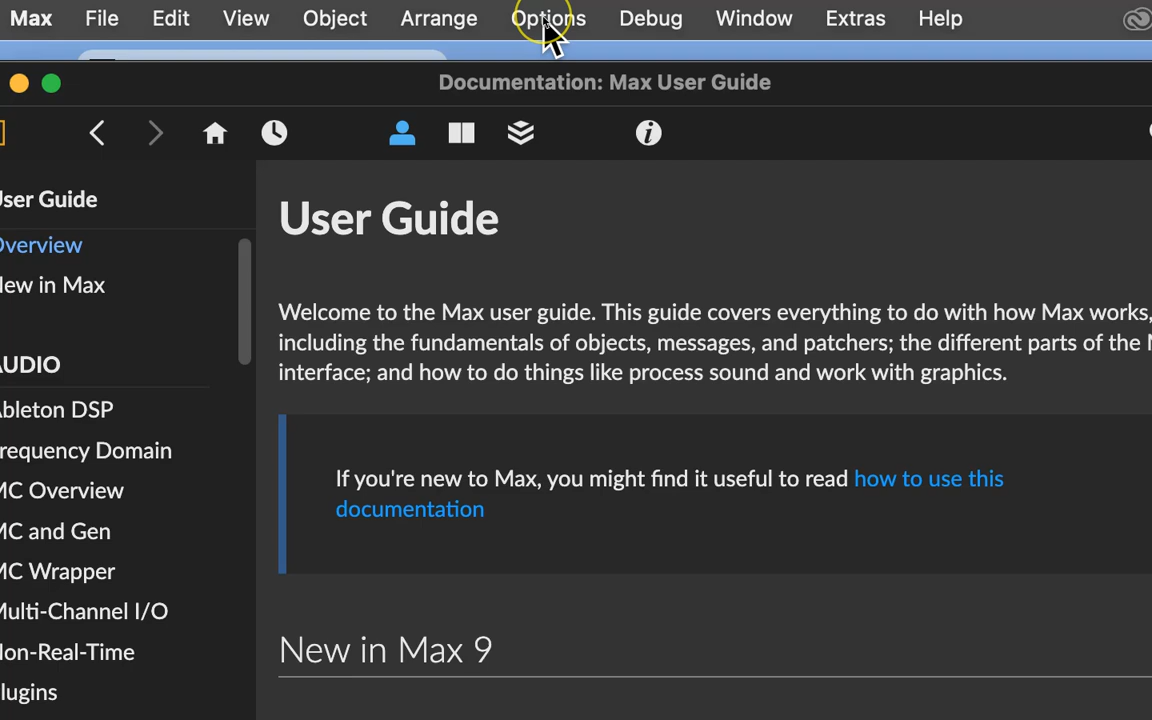 Max File Edit View Object Arrange Options Debug Window Extras Help
Documentation: Max User Guide
User Guide
Overview
New in Max
AUDIO
Ableton DSP
Frequency Domain
MC Overview
MC and Gen
MC Wrapper
Multi-Channel I/O
Non-Real-Time
Plugins
User Guide
Welcome to the Max user guide. This guide covers everything to do with how Max works,
including the fundamentals of objects, messages, and patchers; the different parts of the
interface; and how to do things like process sound and work with graphics.
If you're new to Max, you might find it useful to read how to use this
documentation
New in Max 9